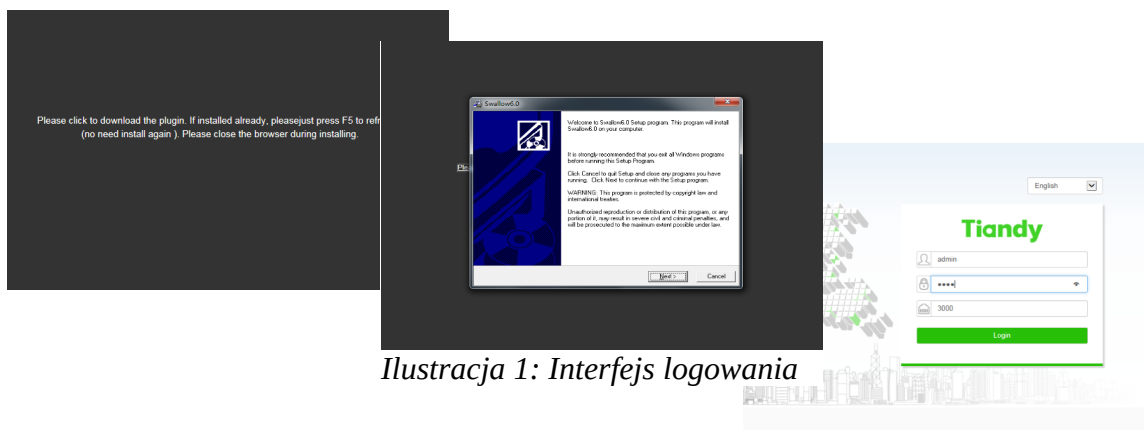 Please click to download the plugin. If installed already, pleasejust press F5 to refr
(no need install again ). Please close the browser during installing.
Ple
Swallow6.0
Welcome to Swallow6.0 Setup program. This program will install
Swallow6.0 on your computer.
It is strongly recommended that you exit all Windows programs
before running this Setup Program.
Click Cancel to quit Setup and close any programs you have
running. Click Next to continue with the Setup program.
WARNING: This program is protected by copyright law and
international treaties.
Unauthorized reproduction or distribution of this program, or any
portion of it, may result in severe civil and criminal penalties, and
will be prosecuted to the maximum extent possible under law.
Next >
Cancel
English
Tiandy
admin
••••
3000
Login
Ilustracja 1: Interfejs logowania